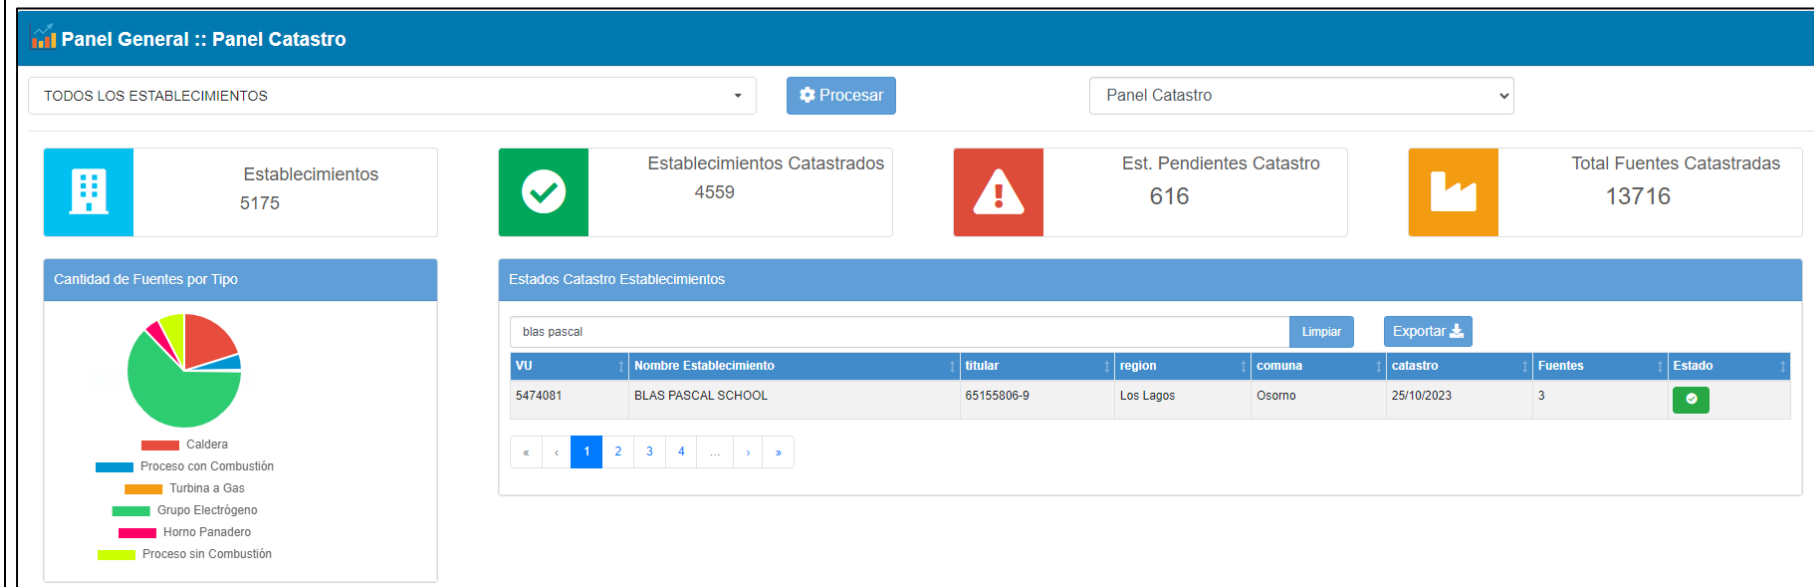 Panel General :: Panel Catastro
TODOS LOS ESTABLECIMIENTOS
Procesar
Panel Catastro
Establecimientos
5175
Establecimientos Catastrados
4559
Est. Pendientes Catastro
616
Total Fuentes Catastradas
13716
Cantidad de Fuentes por Tipo
Caldera
Proceso con Combustión
Turbina a Gas
Grupo Electrógeno
Horno Panadero
Proceso sin Combustión
Estados Catastro Establecimientos
blas pascal Limpiar Exportar
VU Nombre Establecimiento titular region comuna catastro Fuentes Estado
5474081 BLAS PASCAL SCHOOL 65155806-9 Los Lagos Osorno 25/10/2023 3
« ‹ 1 2 3 4 ... › »